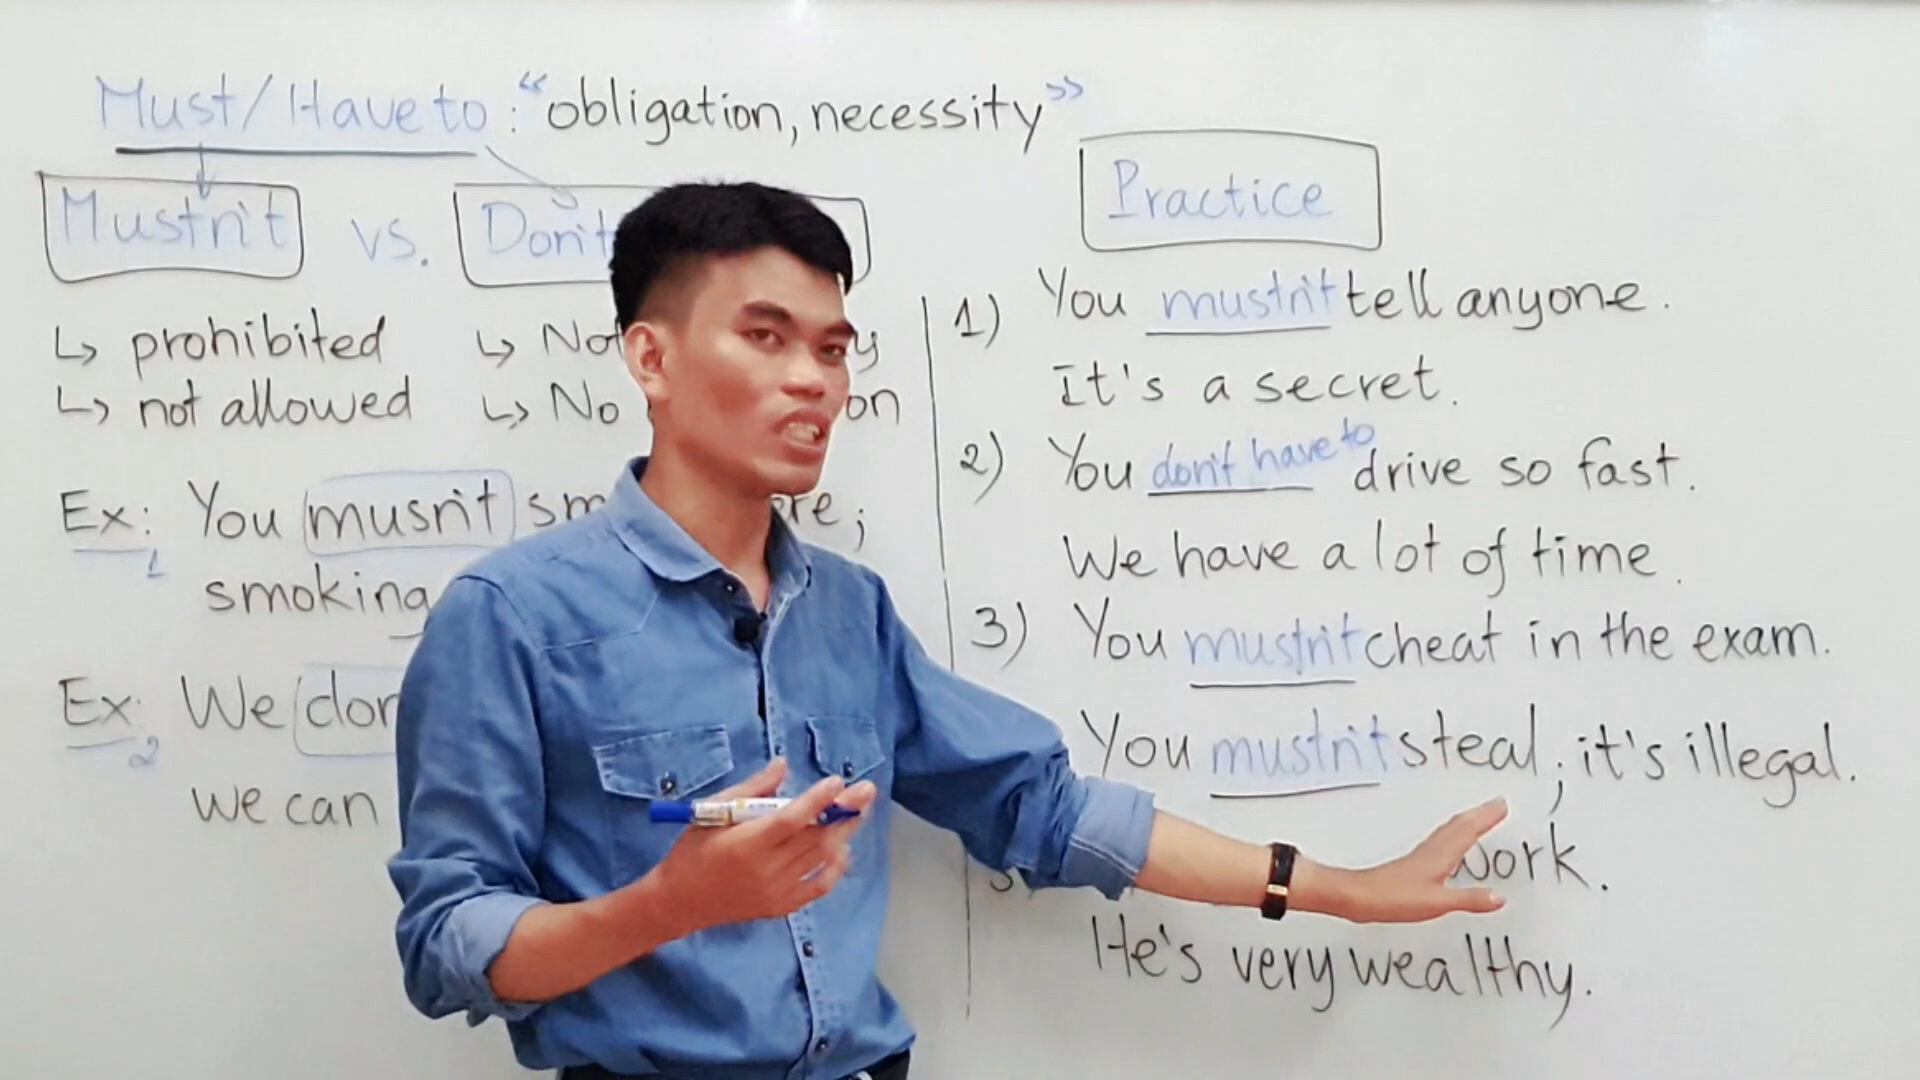 Must/Have to : "obligation, necessity"
Mustn't vs. Don't
↳ prohibited ↳ Not
↳ not allowed ↳ No
Ex: You musn't
1
smoking
Ex: We
2
we can
Practice
1) You mustn't tell anyone.
It's a secret.
2) You don't have to drive so fast.
We have a lot of time.
3) You mustn't cheat in the exam.
You mustn't steal; it's illegal.
work.
He's very wealthy.